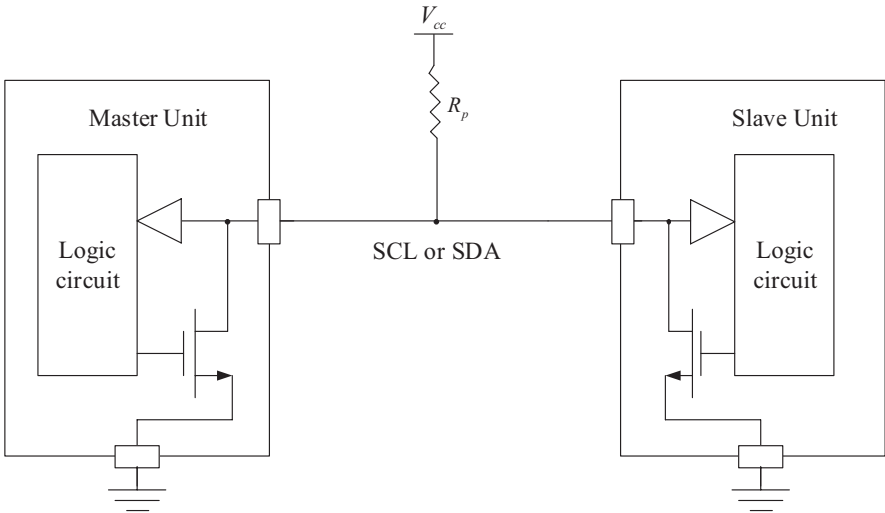 V_cc
R_p
Master Unit
Slave Unit
Logic
circuit
SCL or SDA
Logic
circuit